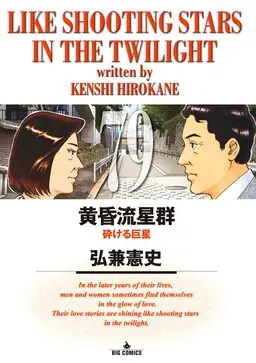 LIKE SHOOTING STARS
IN THE TWILIGHT
written by
KENSHI HIROKANE
79
黄昏流星群
砕ける巨星
弘兼憲史
In the later years of their lives,
men and women sometimes find themselves
in the glow of love.
Their love stories are shining like shooting stars
in the twilight.
BIG COMICS